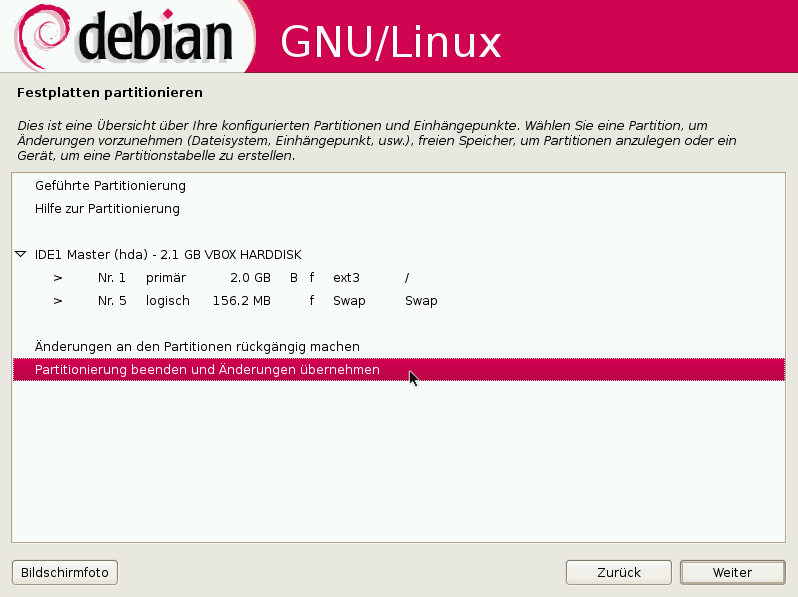 debian GNU/Linux
Festplatten partitionieren
Dies ist eine Übersicht über Ihre konfigurierten Partitionen und Einhängepunkte. Wählen Sie eine Partition, um
Änderungen vorzunehmen (Dateisystem, Einhängepunkt, usw.), freien Speicher, um Partitionen anzulegen oder ein
Gerät, um eine Partitionstabelle zu erstellen.
Geführte Partitionierung
Hilfe zur Partitionierung
IDE1 Master (hda) - 2.1 GB VBOX HARDDISK
> Nr. 1 primär 2.0 GB B f ext3 /
> Nr. 5 logisch 156.2 MB f Swap Swap
Änderungen an den Partitionen rückgängig machen
Partitionierung beenden und Änderungen übernehmen
Bildschirmfoto Zurück Weiter